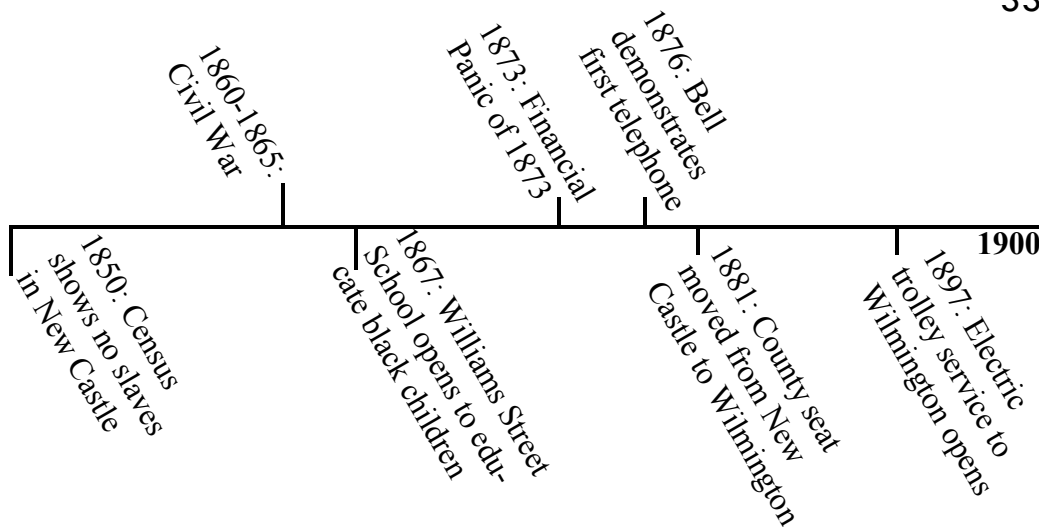 33
1860-1865:
Civil War
1873: Financial
Panic of 1873
1876: Bell
demonstrates
first telephone
1900
1850: Census
shows no slaves
in New Castle
1867: Williams Street
School opens to edu-
cate black children
1881: County seat
moved from New
Castle to Wilmington
1897: Electric
trolley service to
Wilmington opens